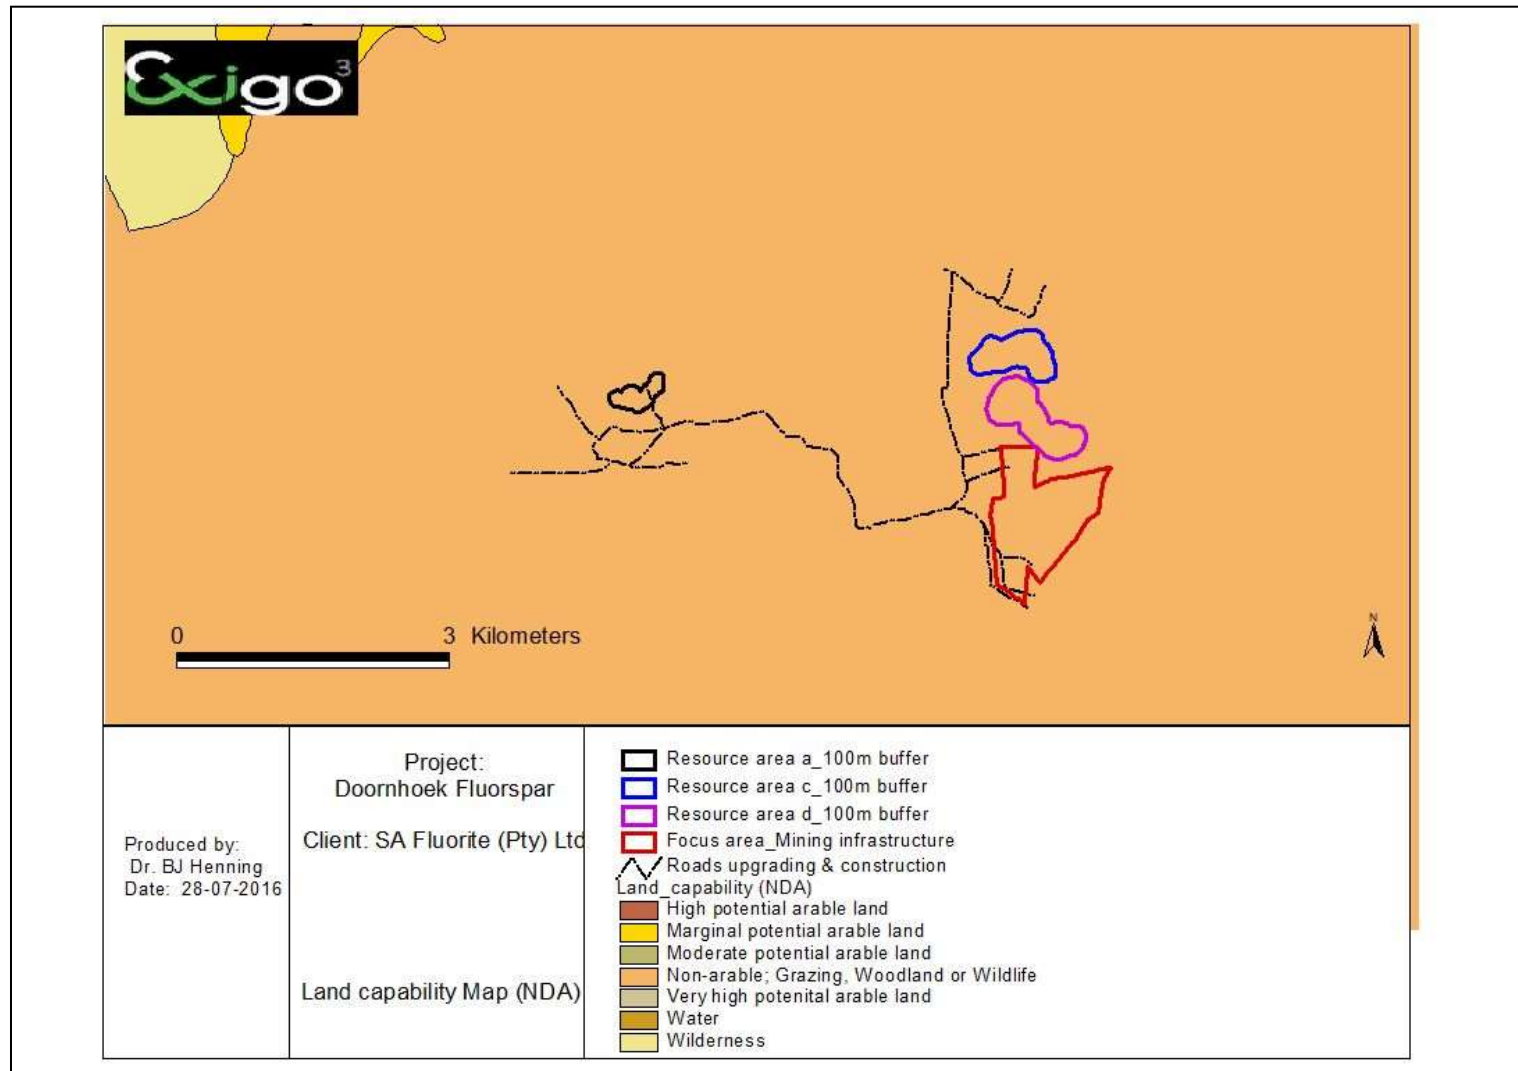 Exigo3
0 3 Kilometers
N
Produced by:
Dr. BJ Henning
Date: 28-07-2016
Project:
Doornhoek Fluorspar
Client: SA Fluorite (Pty) Ltd
Land capability Map (NDA)
Resource area a_100m buffer
Resource area c_100m buffer
Resource area d_100m buffer
Focus area_Mining infrastructure
Roads upgrading & construction
Land_capability (NDA)
High potential arable land
Marginal potential arable land
Moderate potential arable land
Non-arable; Grazing, Woodland or Wildlife
Very high potenital arable land
Water
Wilderness